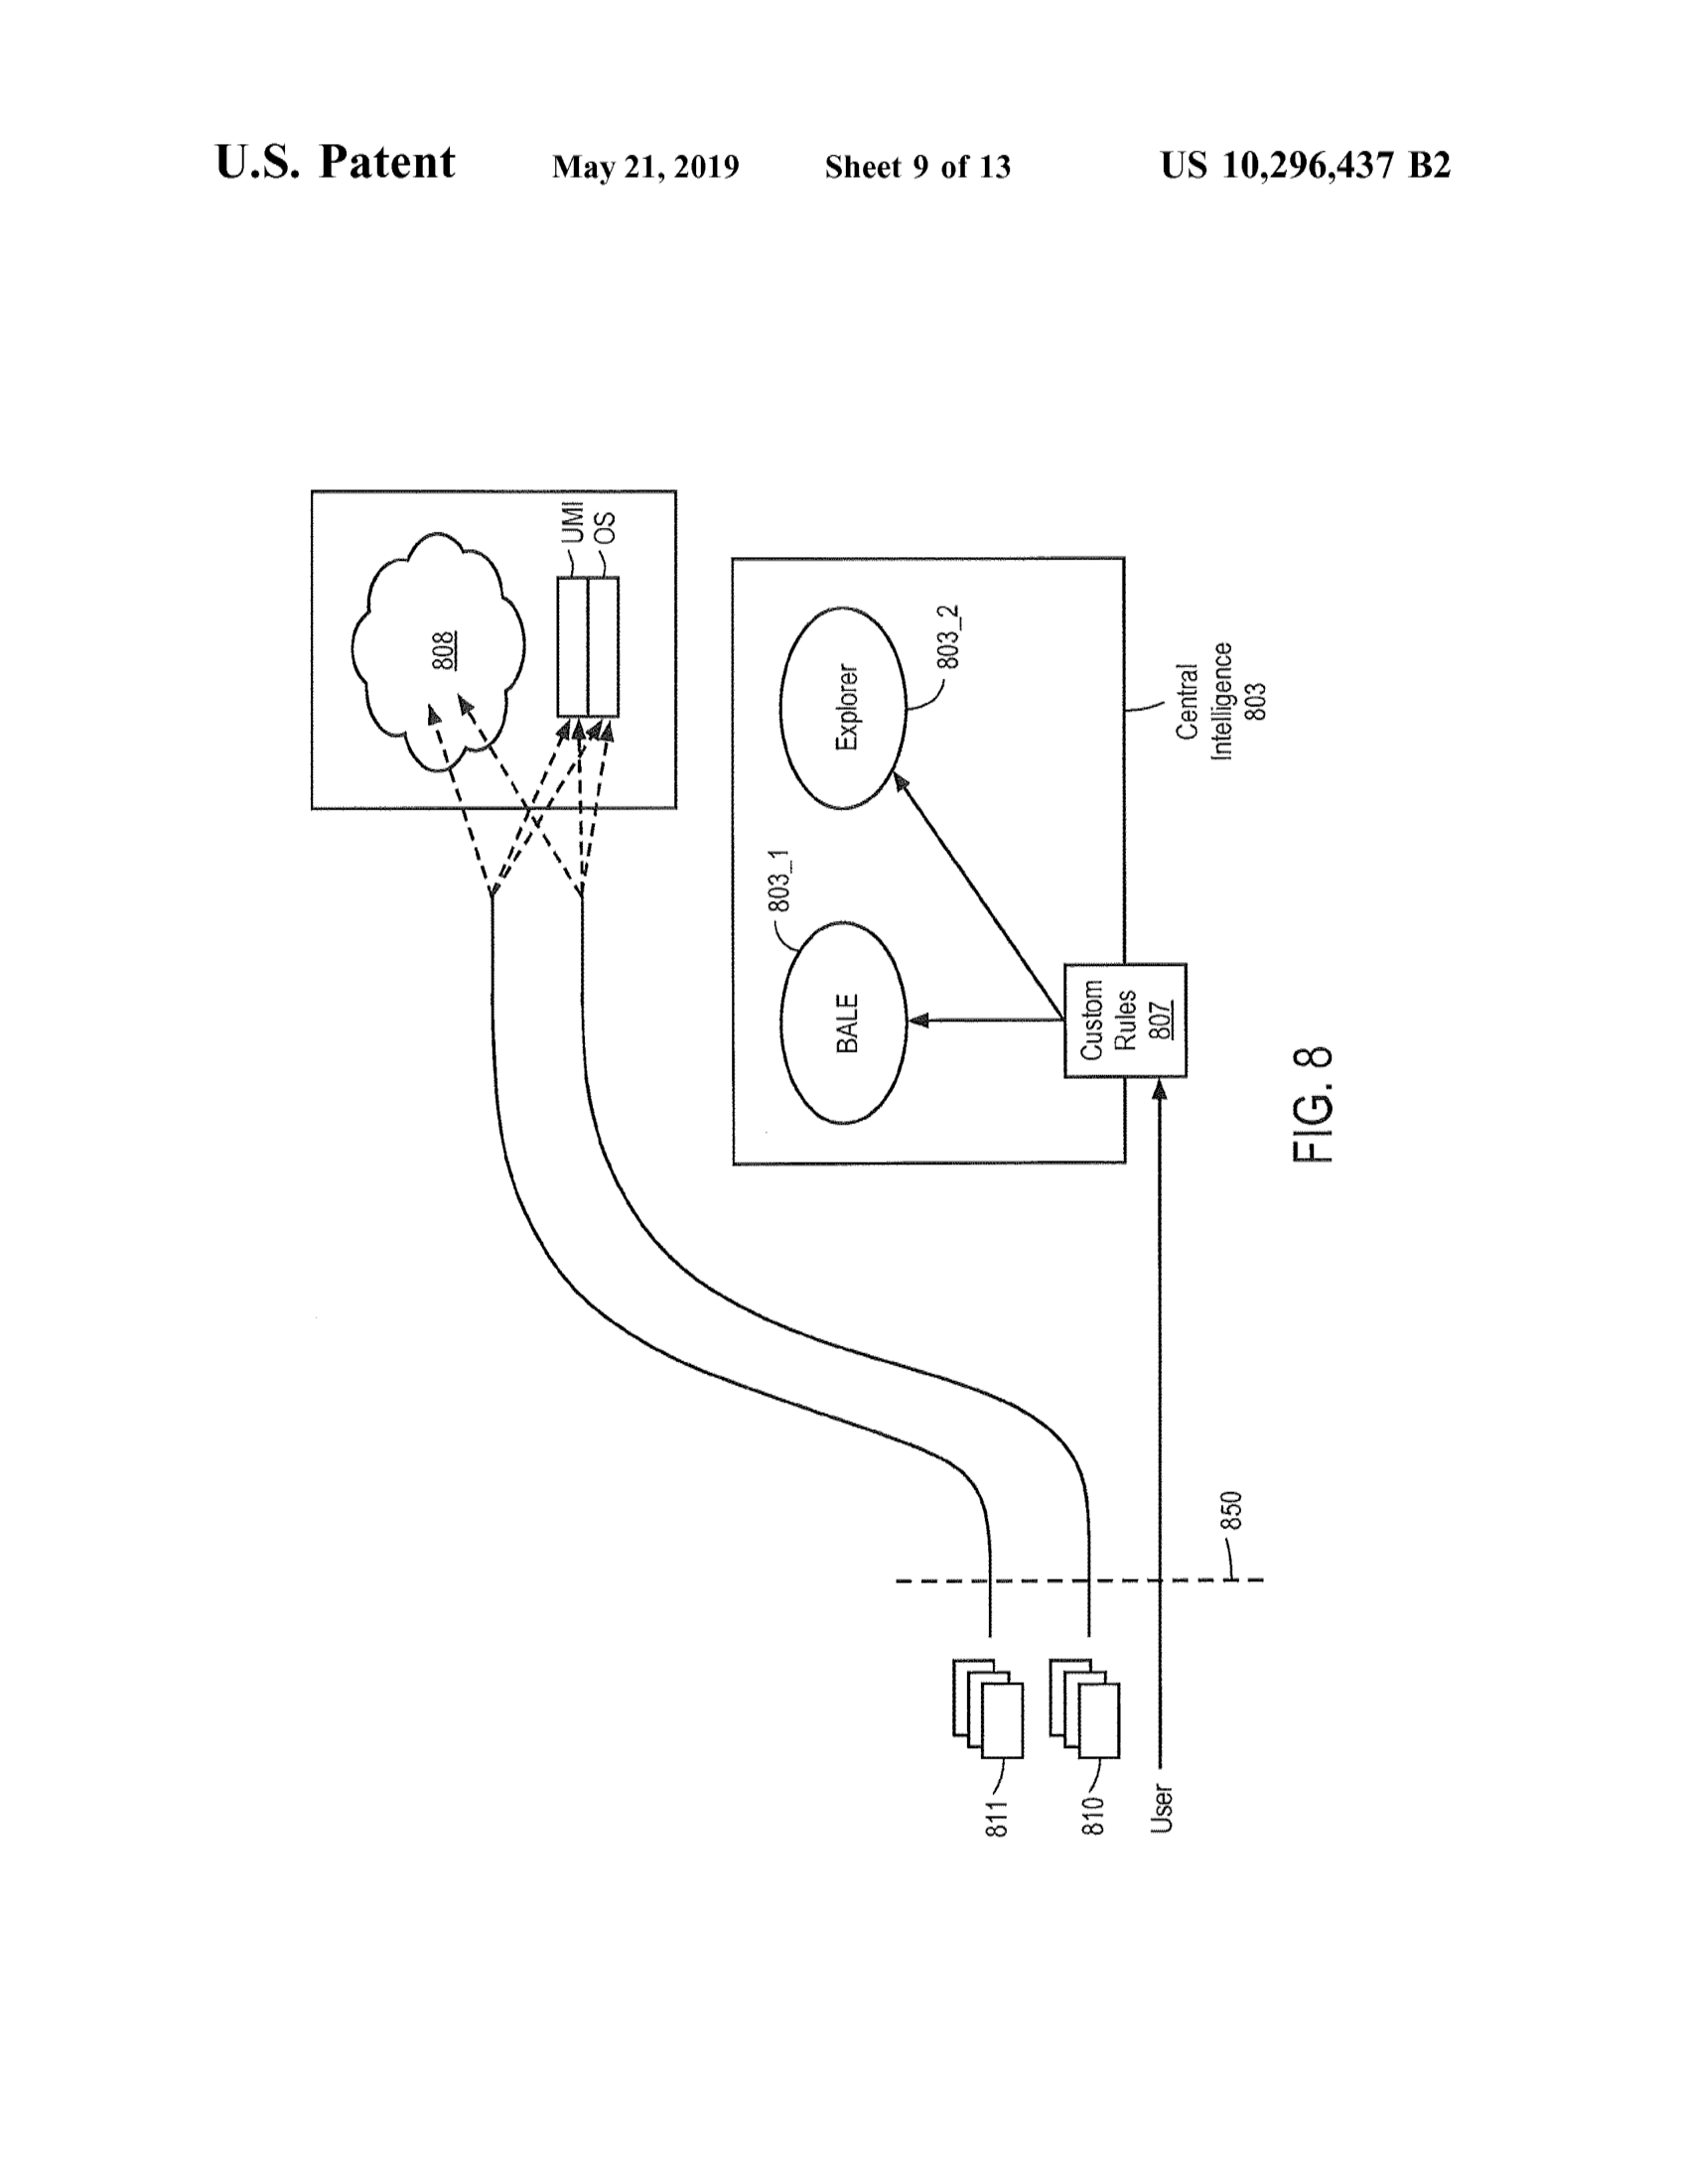 U.S. Patent May 21, 2019 Sheet 9 of 13 US 10,296,437 B2
808
UMI
OS
803_1
BALE
Explorer
803_2
Custom
Rules
807
Central
Intelligence
803
811
810
User
850
FIG. 8